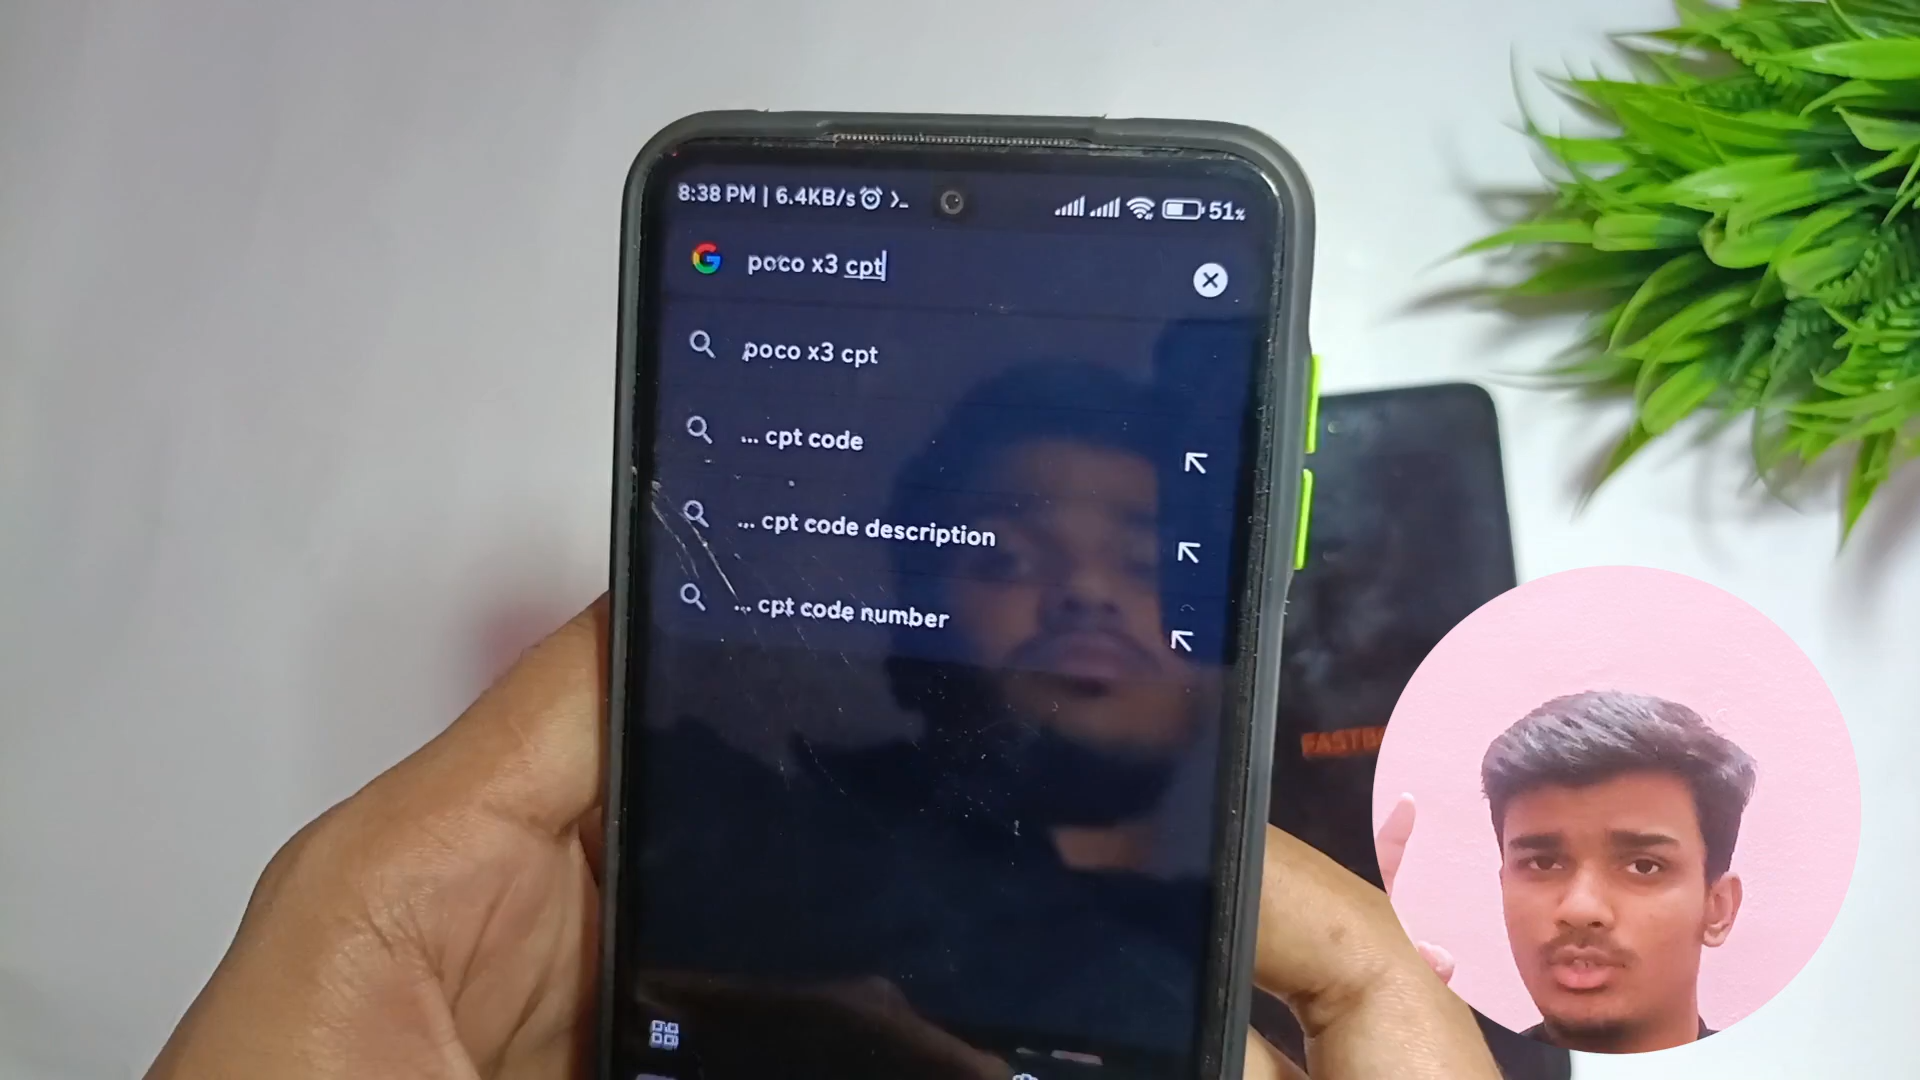 8:38 PM | 6.4KB/s
51%
poco x3 cpt
poco x3 cpt
... cpt code
... cpt code description
... cpt code number